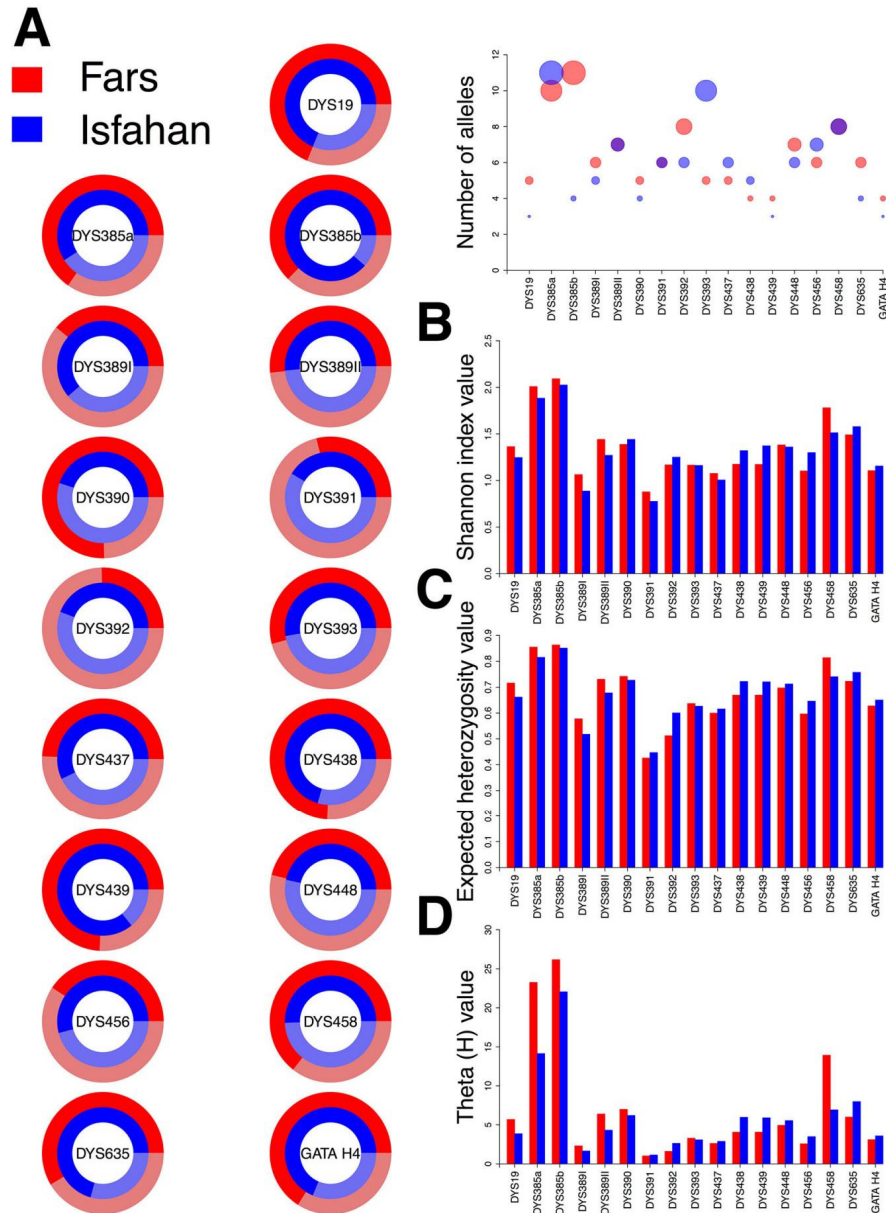 A
Fars
Isfahan
DYS19
DYS385a
DYS385b
DYS389I
DYS389II
DYS390
DYS391
DYS392
DYS393
DYS437
DYS438
DYS439
DYS448
DYS456
DYS458
DYS635
GATA H4
Number of alleles
12
10
8
6
4
2
0
DYS19
DYS385a
DYS385b
DYS389I
DYS389II
DYS390
DYS391
DYS392
DYS393
DYS437
DYS438
DYS439
DYS448
DYS456
DYS458
DYS635
GATA H4
B
Shannon index value
2.5
2.0
1.5
1.0
0.5
0.0
DYS19
DYS385a
DYS385b
DYS389I
DYS389II
DYS390
DYS391
DYS392
DYS393
DYS437
DYS438
DYS439
DYS448
DYS456
DYS458
DYS635
GATA H4
C
Expected heterozygosity value
0.9
0.8
0.7
0.6
0.5
0.4
0.3
0.2
0.1
0.0
DYS19
DYS385a
DYS385b
DYS389I
DYS389II
DYS390
DYS391
DYS392
DYS393
DYS437
DYS438
DYS439
DYS448
DYS456
DYS458
DYS635
GATA H4
D
Theta (H) value
30
25
20
15
10
5
0
DYS19
DYS385a
DYS385b
DYS389I
DYS389II
DYS390
DYS391
DYS392
DYS393
DYS437
DYS438
DYS439
DYS448
DYS456
DYS458
DYS635
GATA H4